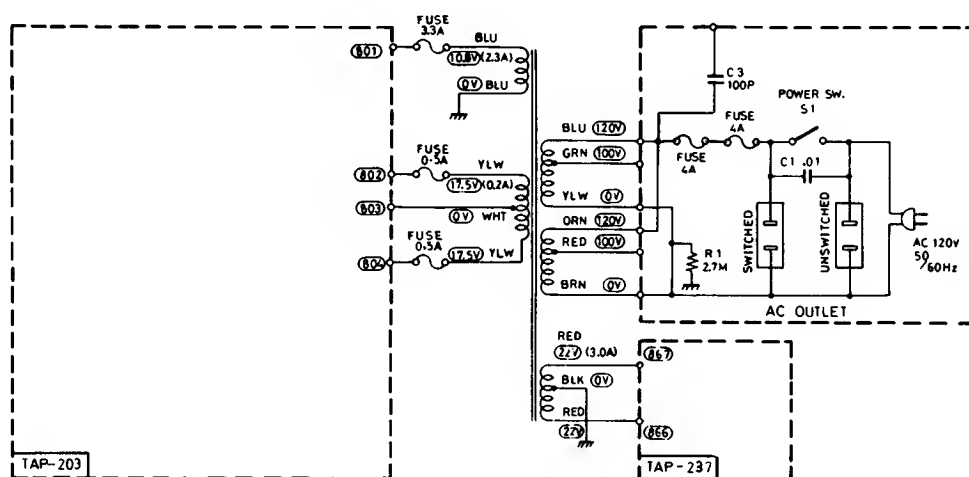 FUSE
3.3A
801
BLU
10.8V (2.3A)
0V BLU
FUSE
0.5A
802
YLW
17.5V (0.2A)
803
0V WHT
FUSE
0.5A
804
17.5V YLW
TAP-203
BLU 120V
GRN 100V
YLW 0V
ORN 120V
RED 100V
BRN 0V
RED
22V (3.0A)
BLK 0V
RED
22V
867
866
TAP-237
C3
100P
FUSE
4A
FUSE
4A
POWER SW.
S1
C1 .01
R1
2.7M
SWITCHED
UNSWITCHED
AC 120V
50/60Hz
AC OUTLET